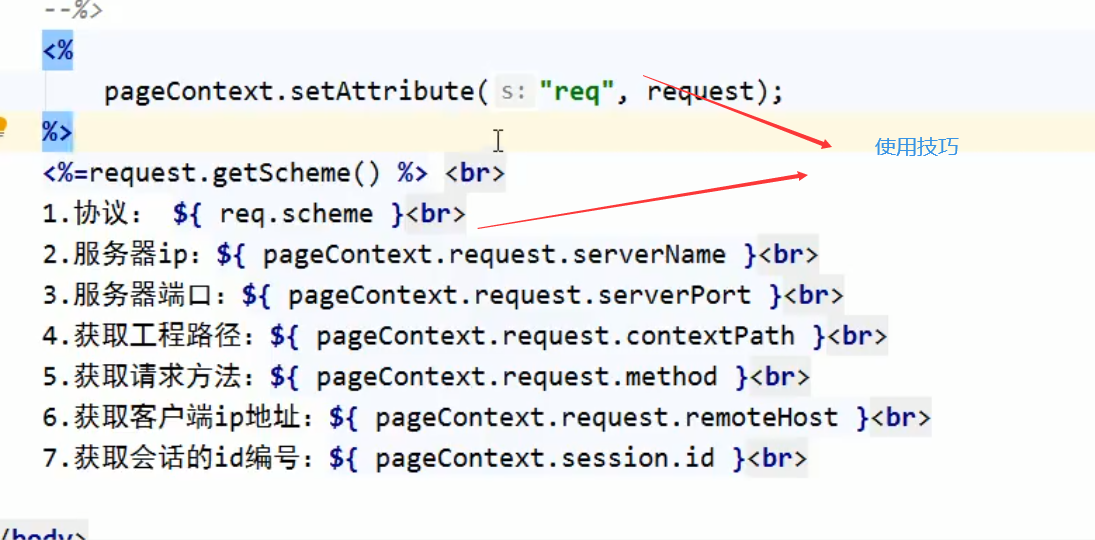 --%>
<%
pageContext.setAttribute( s: "req", request);
%>
使用技巧
<%=request.getScheme() %> <br>
1.协议： ${ req.scheme }<br>
2.服务器ip：${ pageContext.request.serverName }<br>
3.服务器端口：${ pageContext.request.serverPort }<br>
4.获取工程路径：${ pageContext.request.contextPath }<br>
5.获取请求方法：${ pageContext.request.method }<br>
6.获取客户端ip地址：${ pageContext.request.remoteHost }<br>
7.获取会话的id编号：${ pageContext.session.id }<br>
/body>